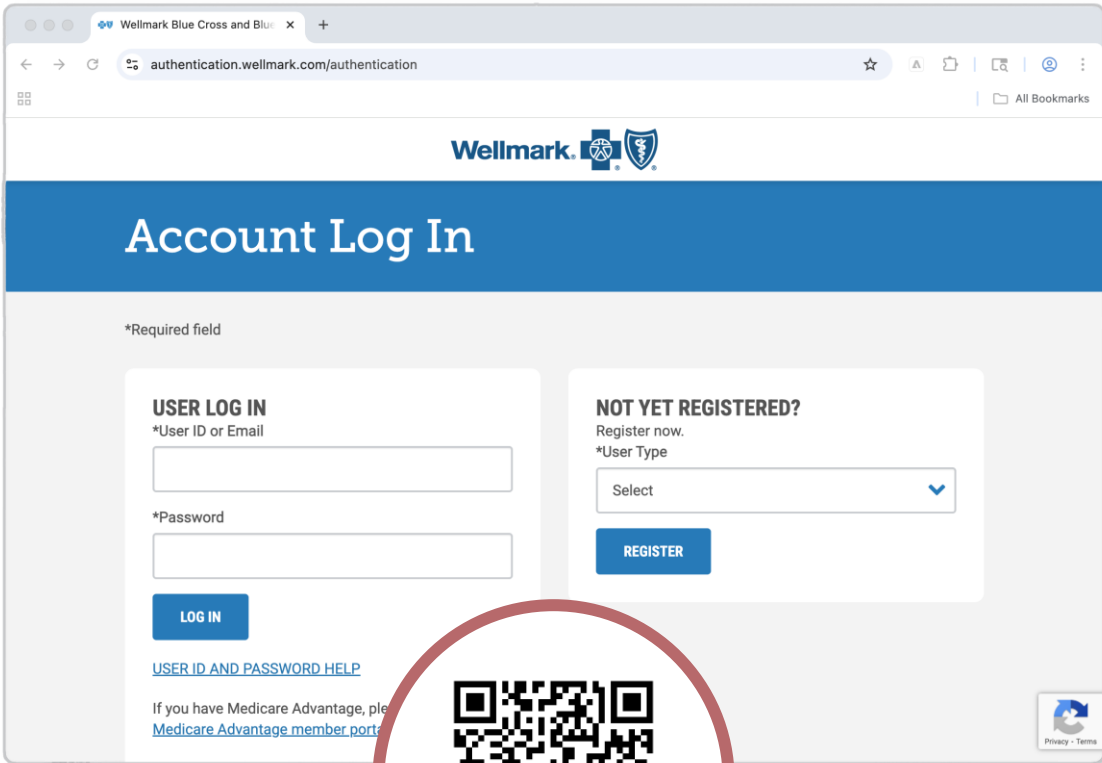 Wellmark Blue Cross and Blue
authentication.wellmark.com/authentication
All Bookmarks
Wellmark.
Account Log In
*Required field
USER LOG IN
*User ID or Email
*Password
LOG IN
USER ID AND PASSWORD HELP
If you have Medicare Advantage, ple
Medicare Advantage member porta
NOT YET REGISTERED?
Register now.
*User Type
Select
REGISTER
Privacy - Terms